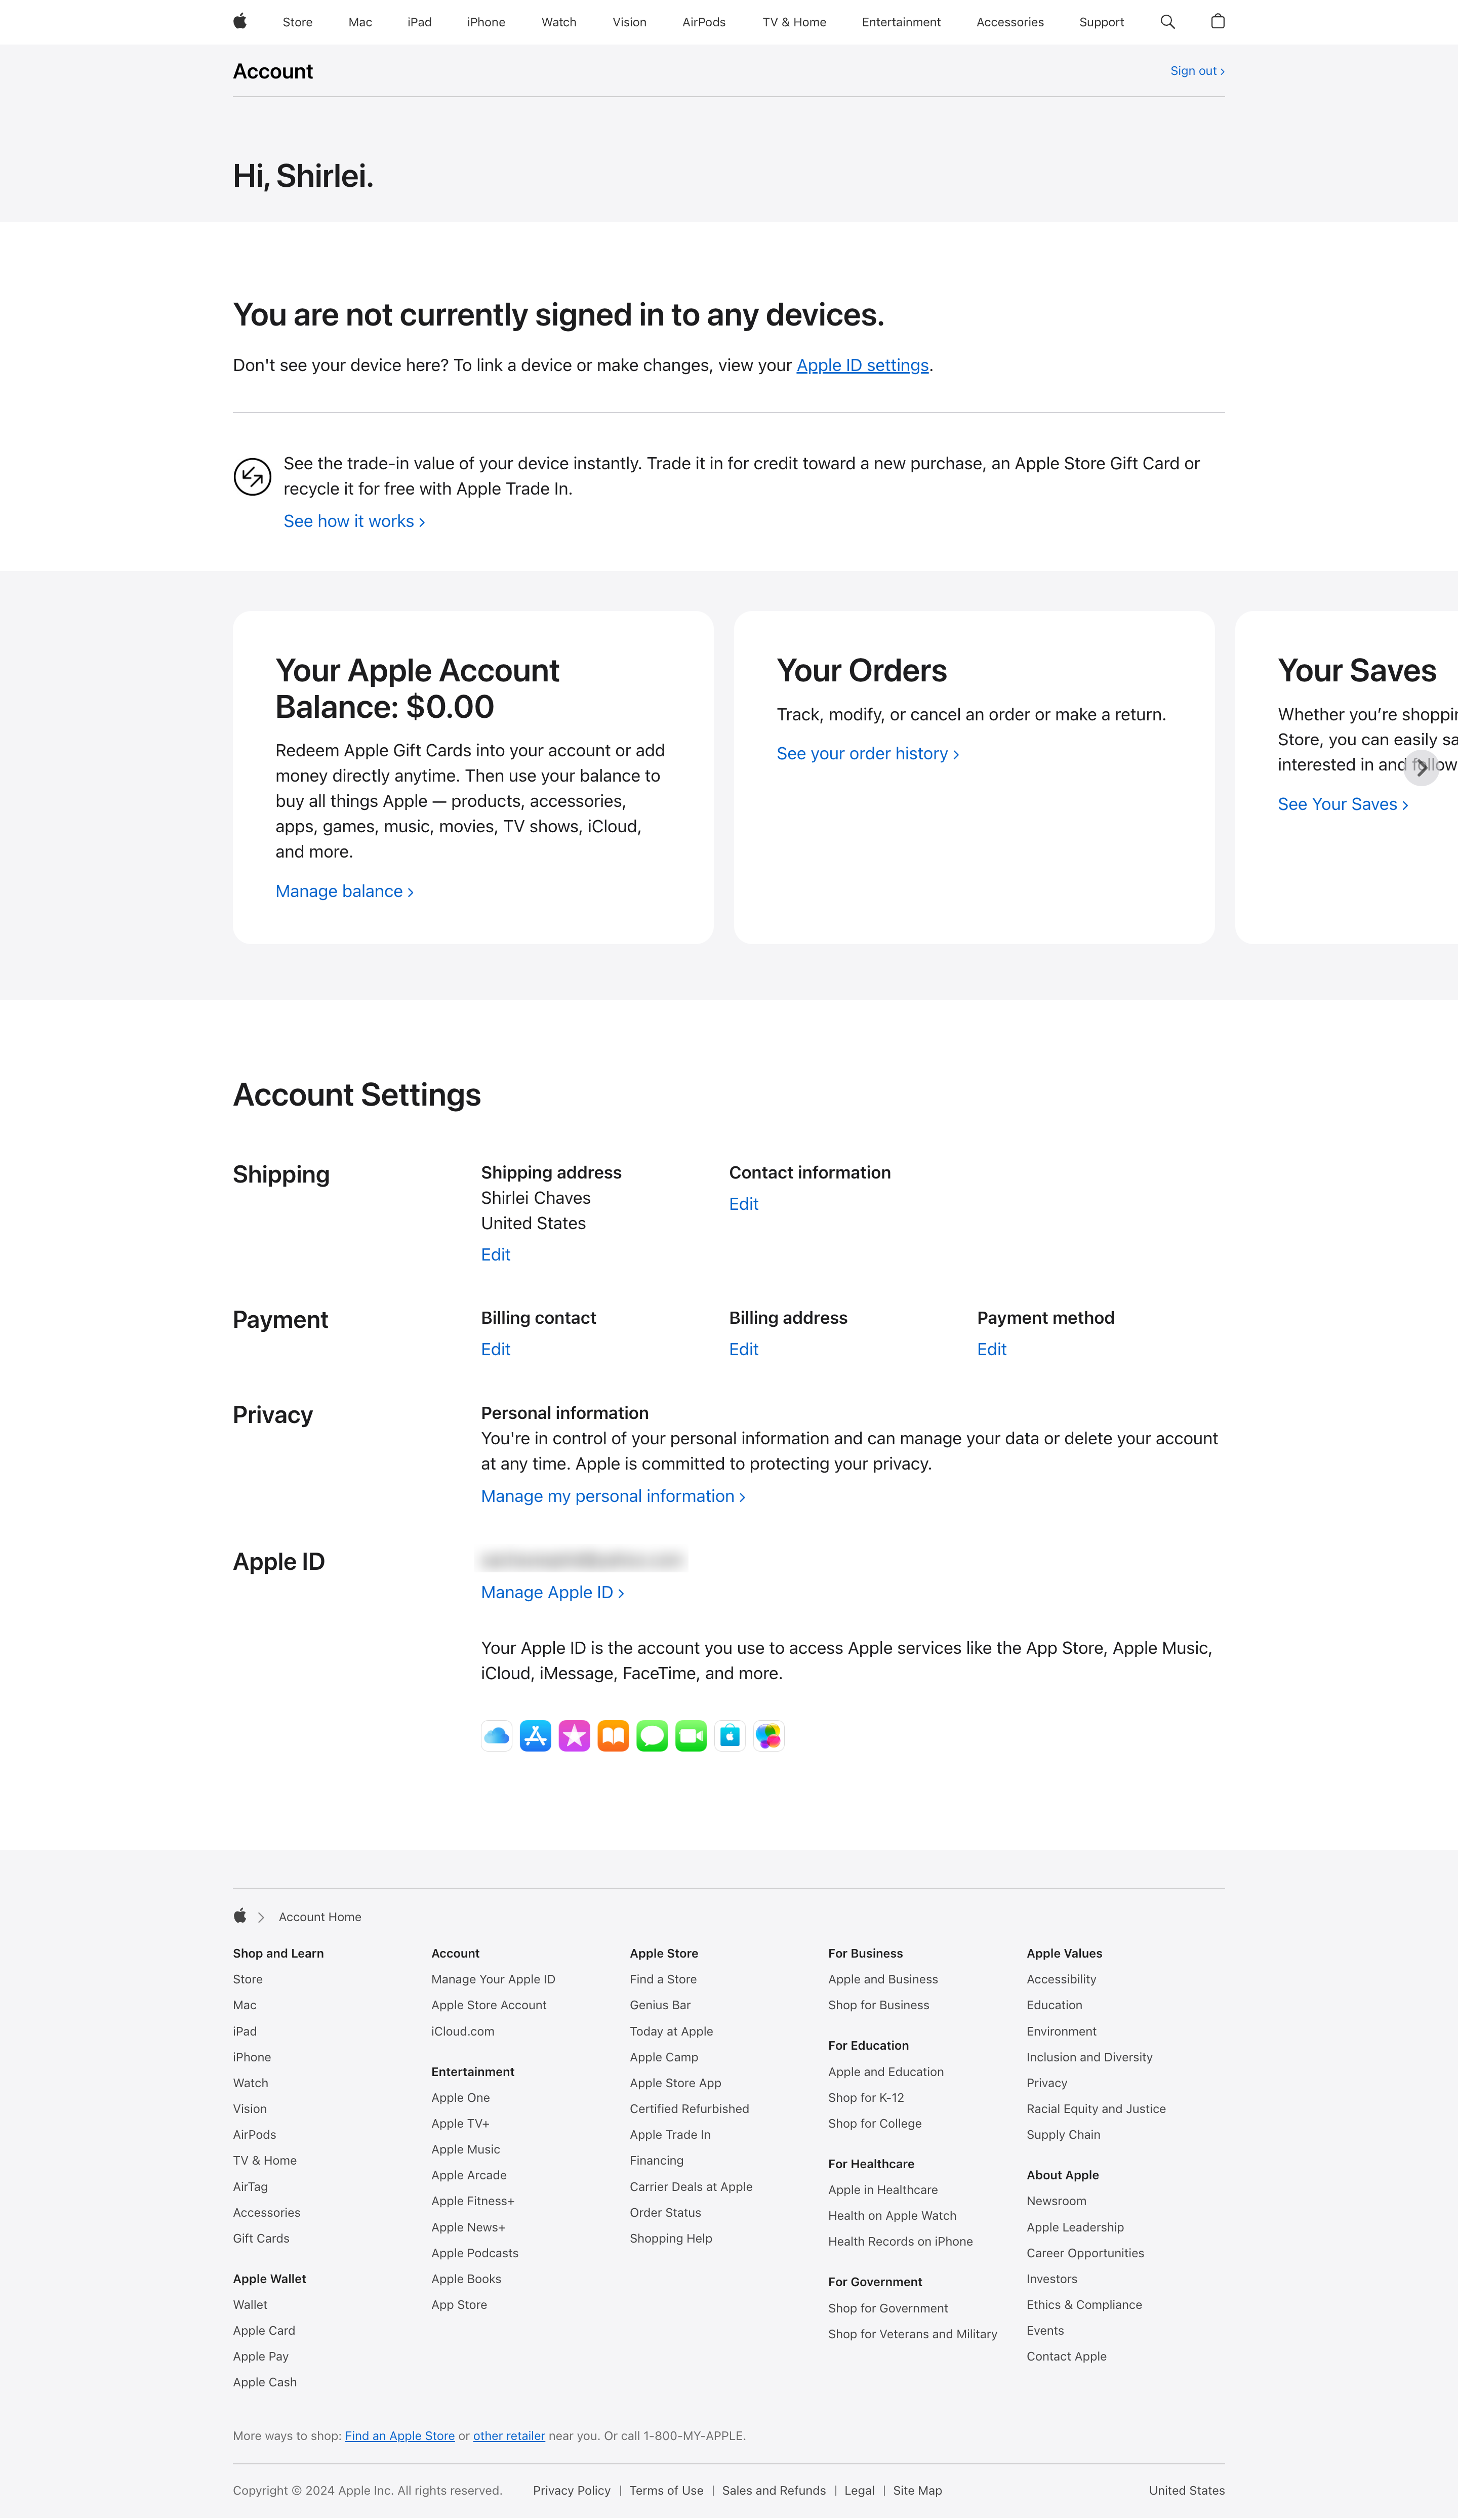 Store Mac iPad iPhone Watch Vision AirPods TV & Home Entertainment Accessories Support
Account
Sign out ›
Hi, Shirlei.
You are not currently signed in to any devices.
Don't see your device here? To link a device or make changes, view your Apple ID settings.
See the trade-in value of your device instantly. Trade it in for credit toward a new purchase, an Apple Store Gift Card or
recycle it for free with Apple Trade In.
See how it works ›
Your Apple Account
Balance: $0.00
Redeem Apple Gift Cards into your account or add
money directly anytime. Then use your balance to
buy all things Apple — products, accessories,
apps, games, music, movies, TV shows, iCloud,
and more.
Manage balance ›
Your Orders
Track, modify, or cancel an order or make a return.
See your order history ›
Your Saves
Whether you’re shoppin
Store, you can easily sa
interested in and follow
See Your Saves ›
Account Settings
Shipping
Shipping address
Shirlei Chaves
United States
Edit
Contact information
Edit
Payment
Billing contact
Edit
Billing address
Edit
Payment method
Edit
Privacy
Personal information
You're in control of your personal information and can manage your data or delete your account
at any time. Apple is committed to protecting your privacy.
Manage my personal information ›
Apple ID
Manage Apple ID ›
Your Apple ID is the account you use to access Apple services like the App Store, Apple Music,
iCloud, iMessage, FaceTime, and more.
Account Home
Shop and Learn
Store
Mac
iPad
iPhone
Watch
Vision
AirPods
TV & Home
AirTag
Accessories
Gift Cards
Apple Wallet
Wallet
Apple Card
Apple Pay
Apple Cash
Account
Manage Your Apple ID
Apple Store Account
iCloud.com
Entertainment
Apple One
Apple TV+
Apple Music
Apple Arcade
Apple Fitness+
Apple News+
Apple Podcasts
Apple Books
App Store
Apple Store
Find a Store
Genius Bar
Today at Apple
Apple Camp
Apple Store App
Certified Refurbished
Apple Trade In
Financing
Carrier Deals at Apple
Order Status
Shopping Help
For Business
Apple and Business
Shop for Business
For Education
Apple and Education
Shop for K-12
Shop for College
For Healthcare
Apple in Healthcare
Health on Apple Watch
Health Records on iPhone
For Government
Shop for Government
Shop for Veterans and Military
Apple Values
Accessibility
Education
Environment
Inclusion and Diversity
Privacy
Racial Equity and Justice
Supply Chain
About Apple
Newsroom
Apple Leadership
Career Opportunities
Investors
Ethics & Compliance
Events
Contact Apple
More ways to shop: Find an Apple Store or other retailer near you. Or call 1-800-MY-APPLE.
Copyright © 2024 Apple Inc. All rights reserved. Privacy Policy | Terms of Use | Sales and Refunds | Legal | Site Map United States